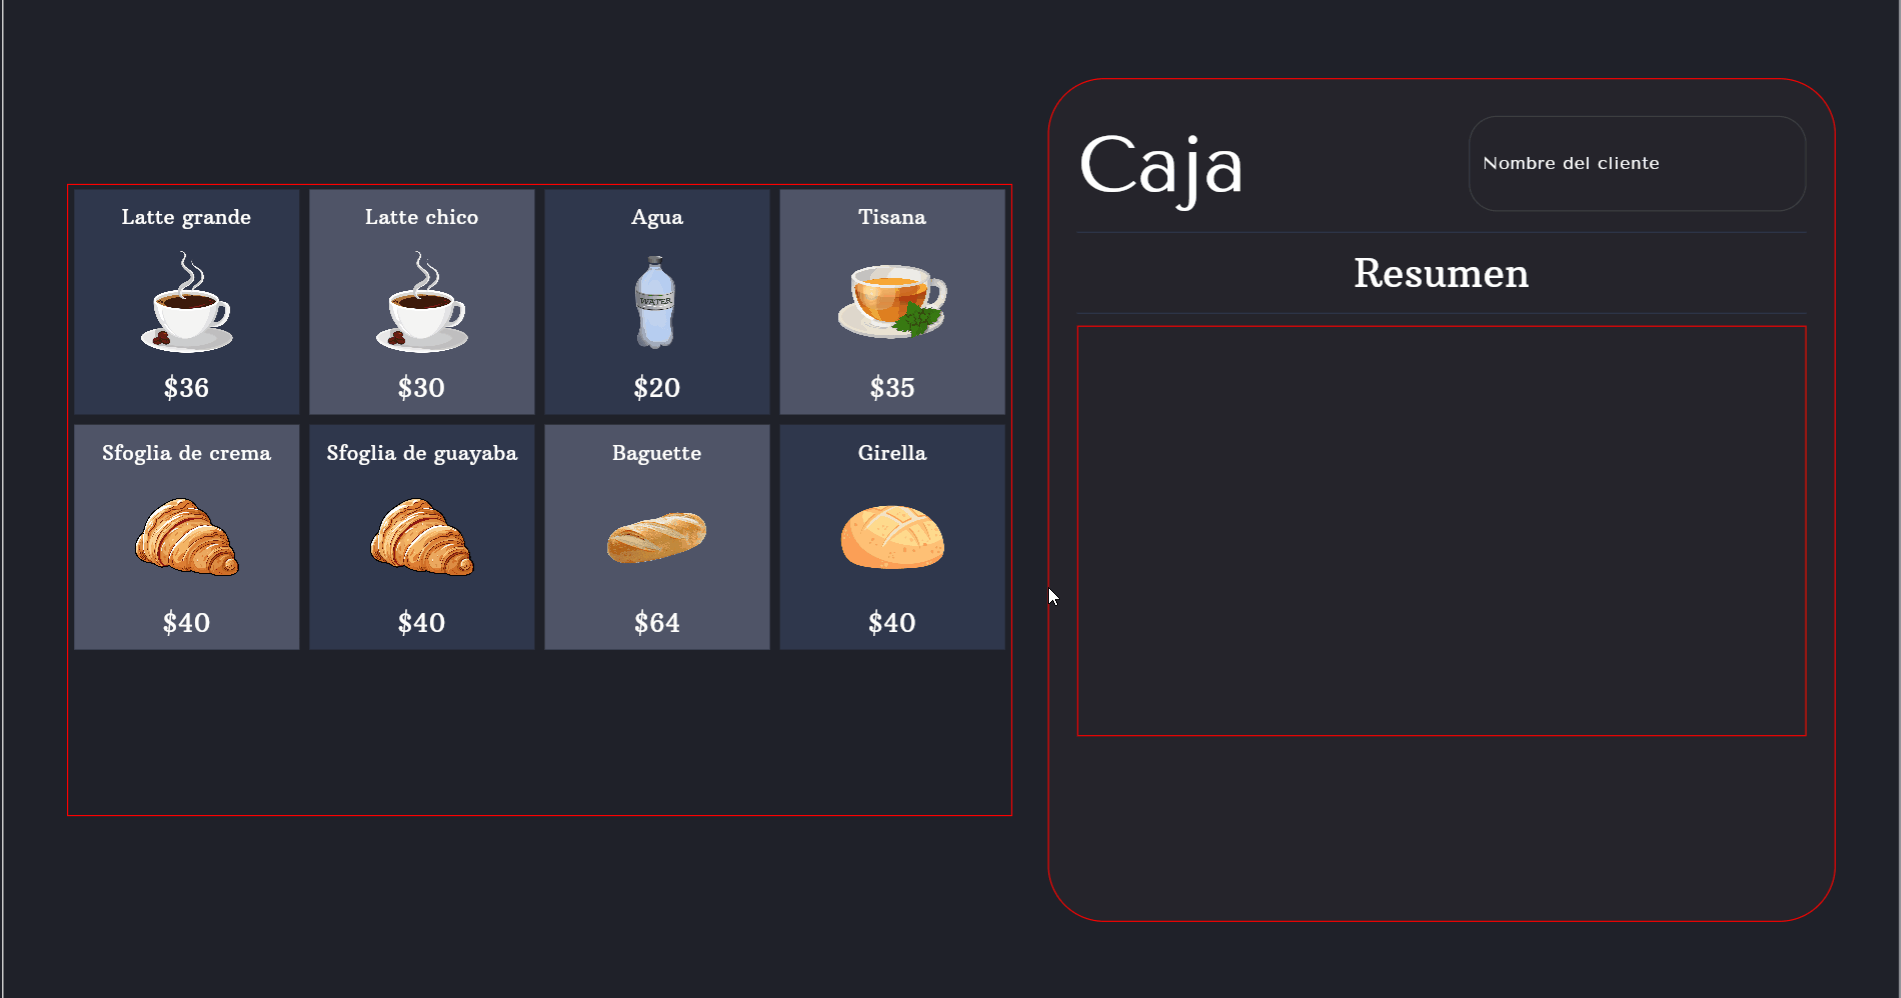 Latte grande
$36
Latte chico
$30
Agua
WATER
$20
Tisana
$35
Sfoglia de crema
$40
Sfoglia de guayaba
$40
Baguette
$64
Girella
$40
Caja
Nombre del cliente
Resumen